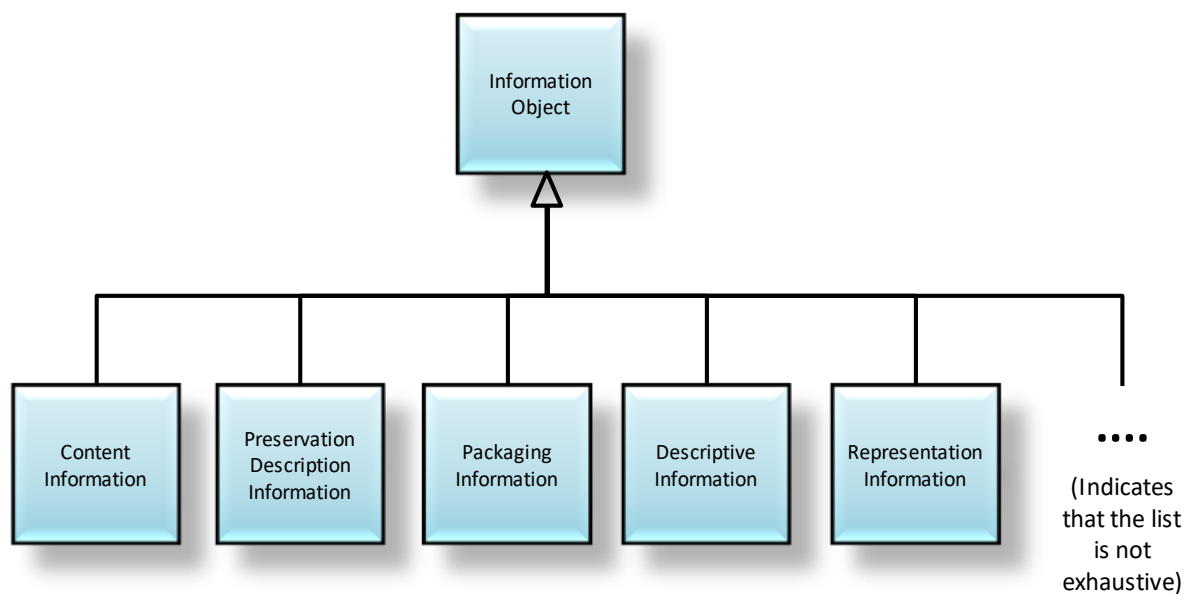 Information
Object
Content
Information
Preservation
Description
Information
Packaging
Information
Descriptive
Information
Representation
Information
....
(Indicates
that the list
is not
exhaustive)